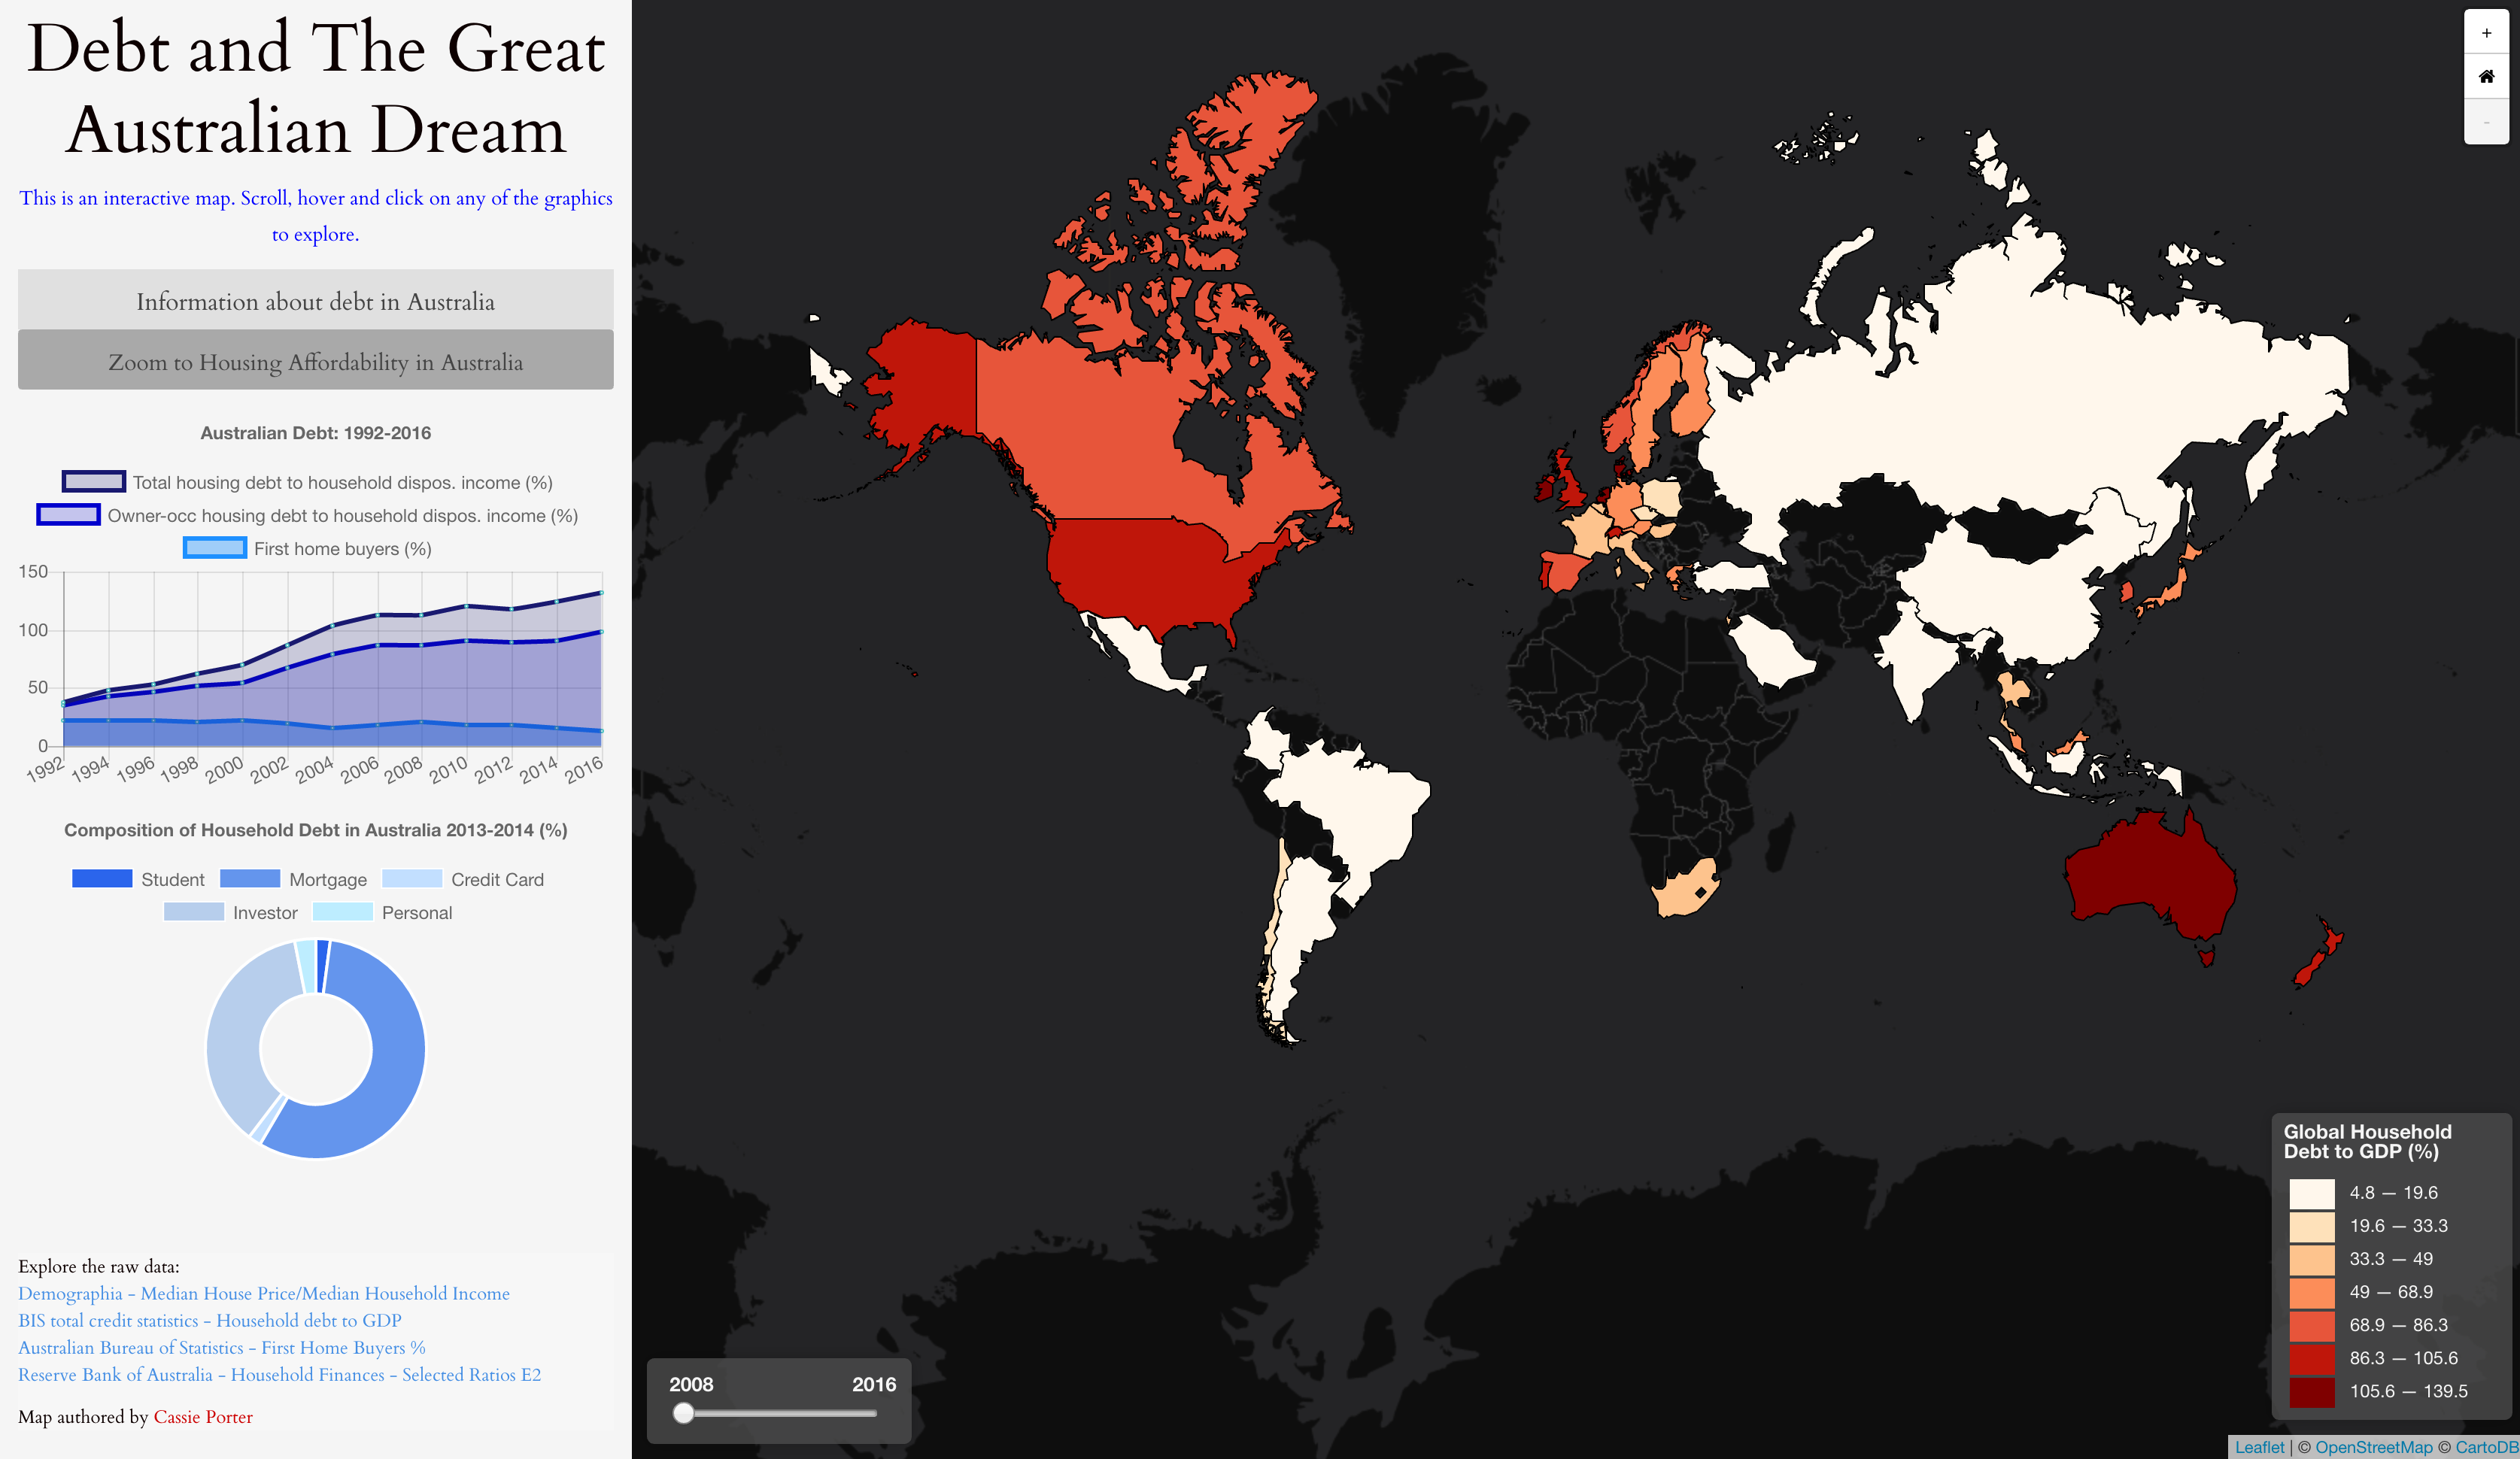 Debt and The Great
Australian Dream
This is an interactive map. Scroll, hover and click on any of the graphics
to explore.
Information about debt in Australia
Zoom to Housing Affordability in Australia
Australian Debt: 1992-2016
Total housing debt to household dispos. income (%)
Owner-occ housing debt to household dispos. income (%)
First home buyers (%)
150
100
50
0
1992 1994 1996 1998 2000 2002 2004 2006 2008 2010 2012 2014 2016
Composition of Household Debt in Australia 2013-2014 (%)
Student Mortgage Credit Card
Investor Personal
Explore the raw data:
Demographia - Median House Price/Median Household Income
BIS total credit statistics - Household debt to GDP
Australian Bureau of Statistics - First Home Buyers %
Reserve Bank of Australia - Household Finances - Selected Ratios E2
Map authored by Cassie Porter
+
-
2008 2016
Global Household
Debt to GDP (%)
4.8 — 19.6
19.6 — 33.3
33.3 — 49
49 — 68.9
68.9 — 86.3
86.3 — 105.6
105.6 — 139.5
Leaflet | © OpenStreetMap © CartoDB